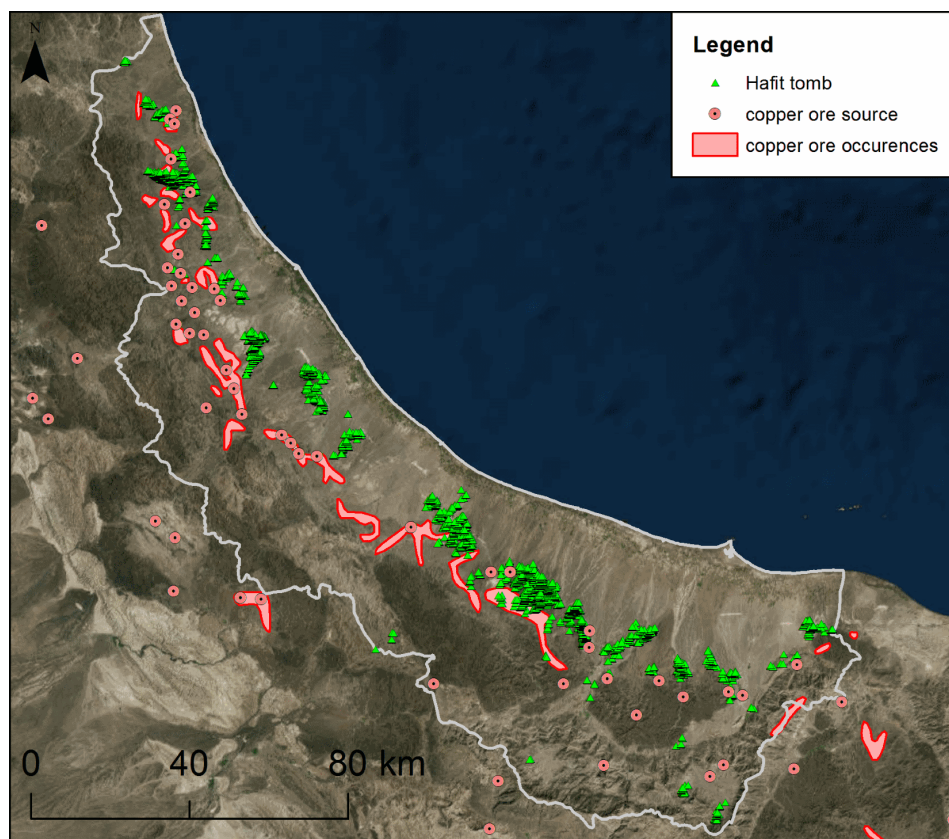 N
Legend
Hafit tomb
copper ore source
copper ore occurences
0 40 80 km